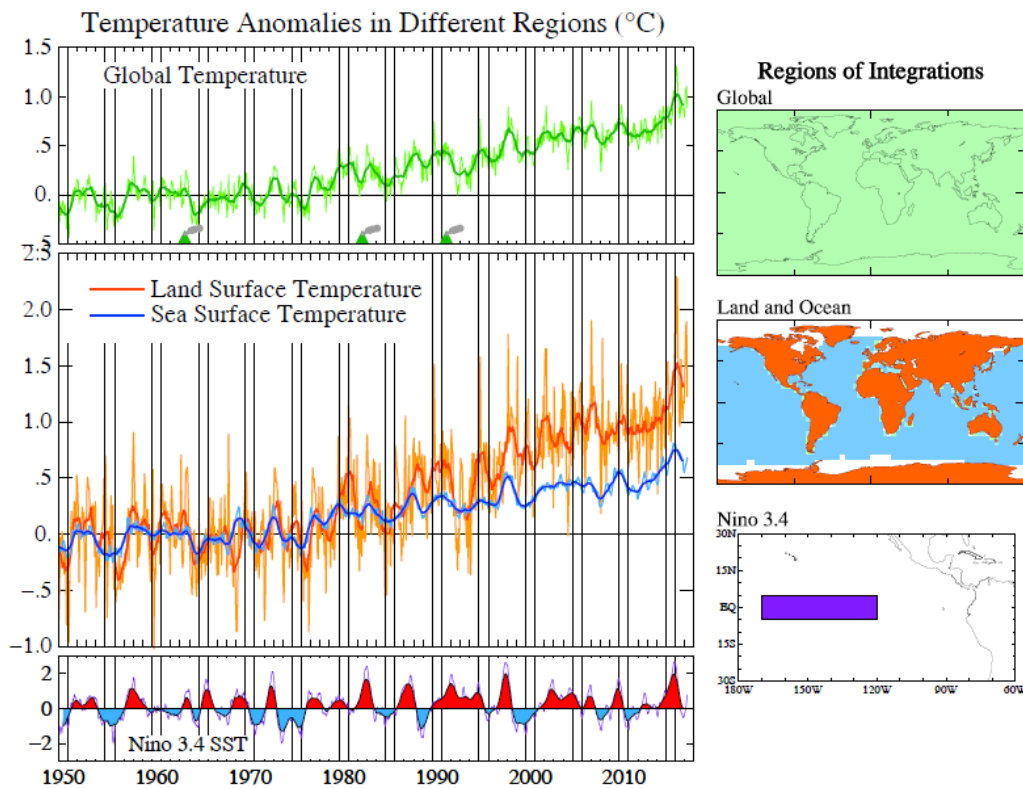 Temperature Anomalies in Different Regions (°C)
1.5
Global Temperature
1.0
.5
0.
.5
2.5
Land Surface Temperature
Sea Surface Temperature
2.0
1.5
1.0
.5
0.
-.5
-1.0
2
0
-2
Nino 3.4 SST
1950 1960 1970 1980 1990 2000 2010
Regions of Integrations
Global
Land and Ocean
Nino 3.4
30N
15N
EQ
15S
30S
180W 150W 120W 90W 60W